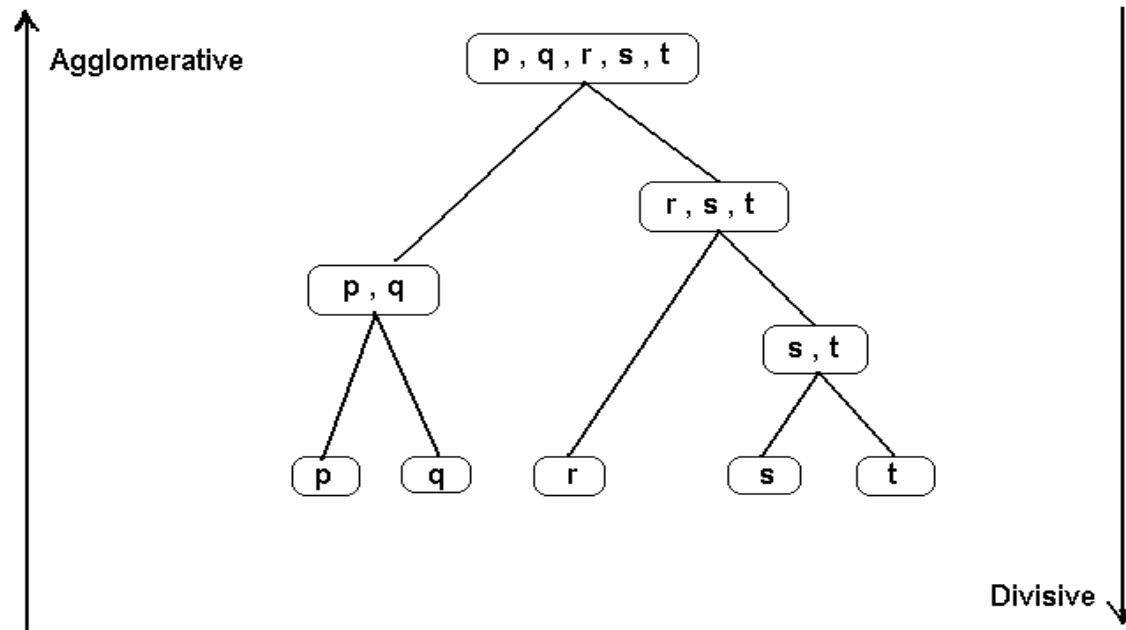 Agglomerative
p , q , r , s , t
r , s , t
p , q
s , t
p
q
r
s
t
Divisive